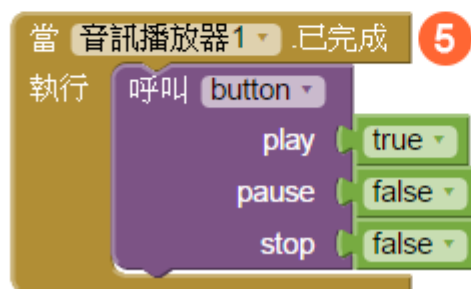 當 音訊播放器1 .已完成 5
執行 呼叫 button
play true
pause false
stop false